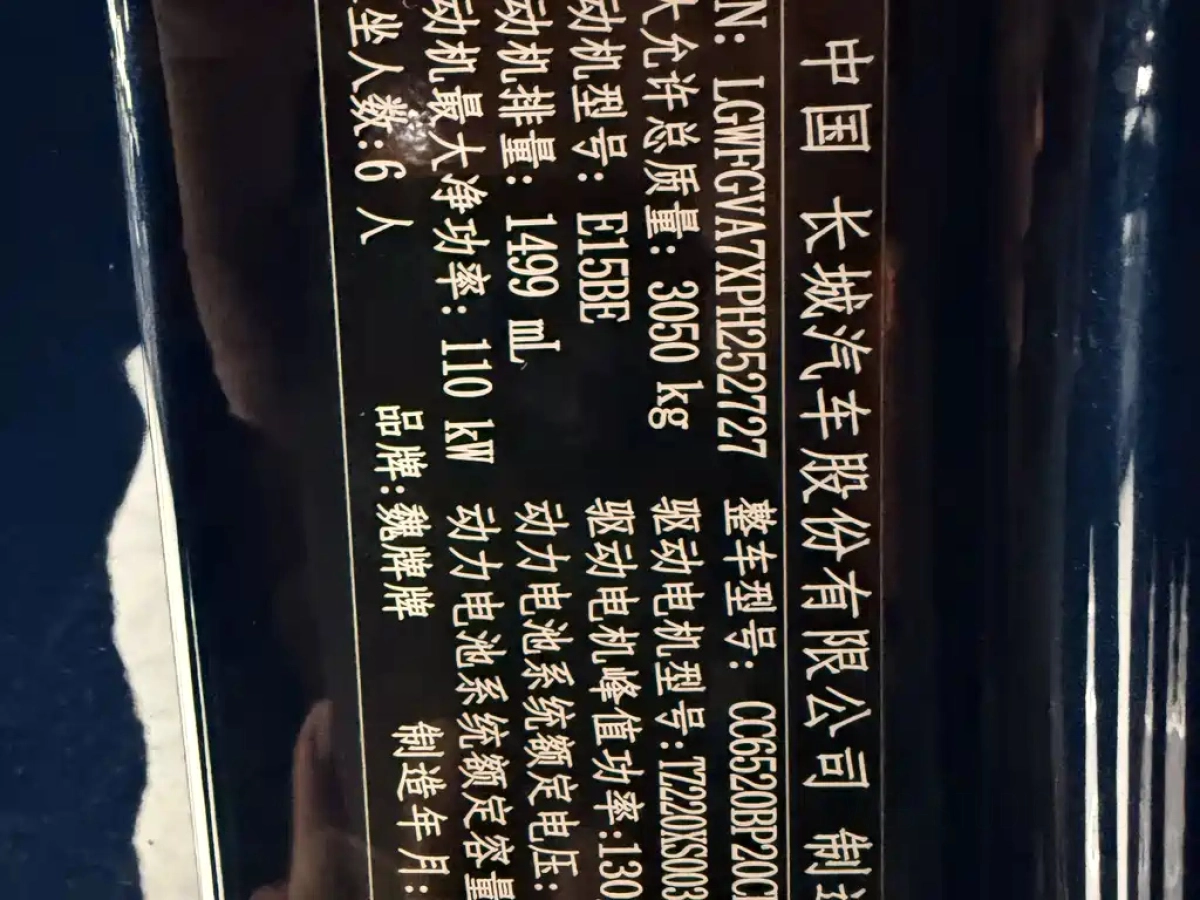 中国 长城汽车股份有限公司 制造
N: LGWFGVA7XPH252727 整车型号: CC6520BP20C
大允许总质量: 3050 kg 驱动电机型号:TZ220XS003
动机型号: E15BE 驱动电机峰值功率:130
动机排量: 1499 mL 动力电池系统额定电压:
动机最大净功率: 110 kW 动力电池系统额定容量
坐人数:6 人 品牌:魏牌牌 制造年月: